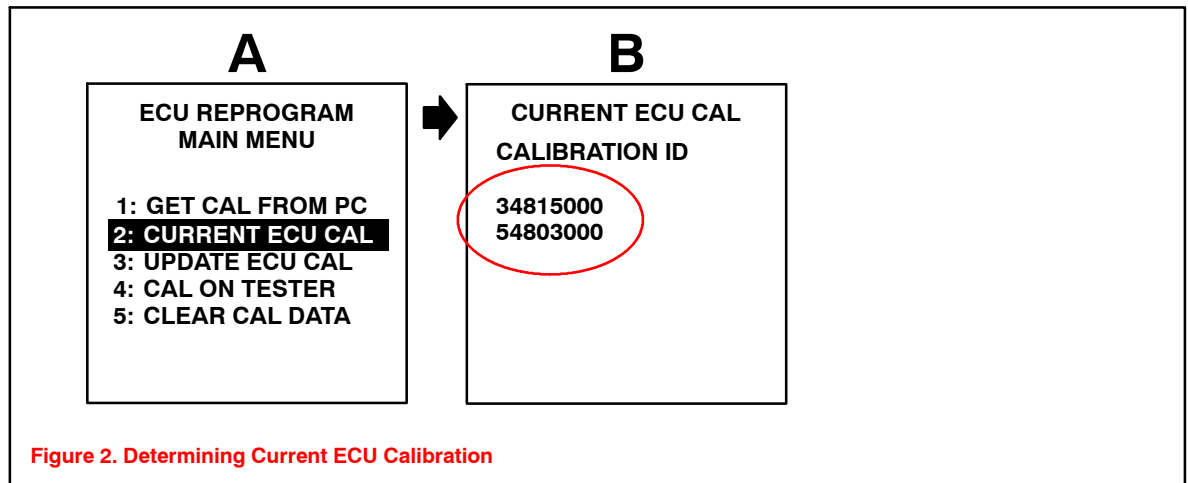 A
B
ECU REPROGRAM
MAIN MENU
1: GET CAL FROM PC
2: CURRENT ECU CAL
3: UPDATE ECU CAL
4: CAL ON TESTER
5: CLEAR CAL DATA
CURRENT ECU CAL
CALIBRATION ID
34815000
54803000
Figure 2. Determining Current ECU Calibration